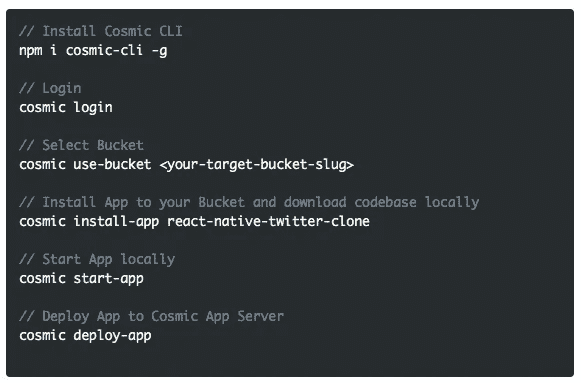 // Install Cosmic CLI
npm i cosmic-cli -g
// Login
cosmic login
// Select Bucket
cosmic use-bucket <your-target-bucket-slug>
// Install App to your Bucket and download codebase locally
cosmic install-app react-native-twitter-clone
// Start App locally
cosmic start-app
// Deploy App to Cosmic App Server
cosmic deploy-app